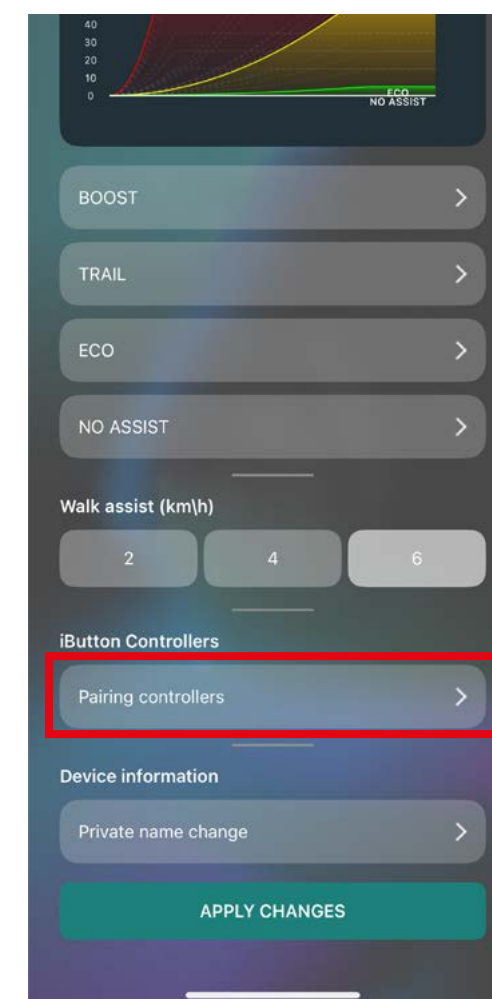 40
30
20
10
0
ECO
NO ASSIST
BOOST
TRAIL
ECO
NO ASSIST
Walk assist (km\h)
2 4 6
iButton Controllers
Pairing controllers
Device information
Private name change
APPLY CHANGES